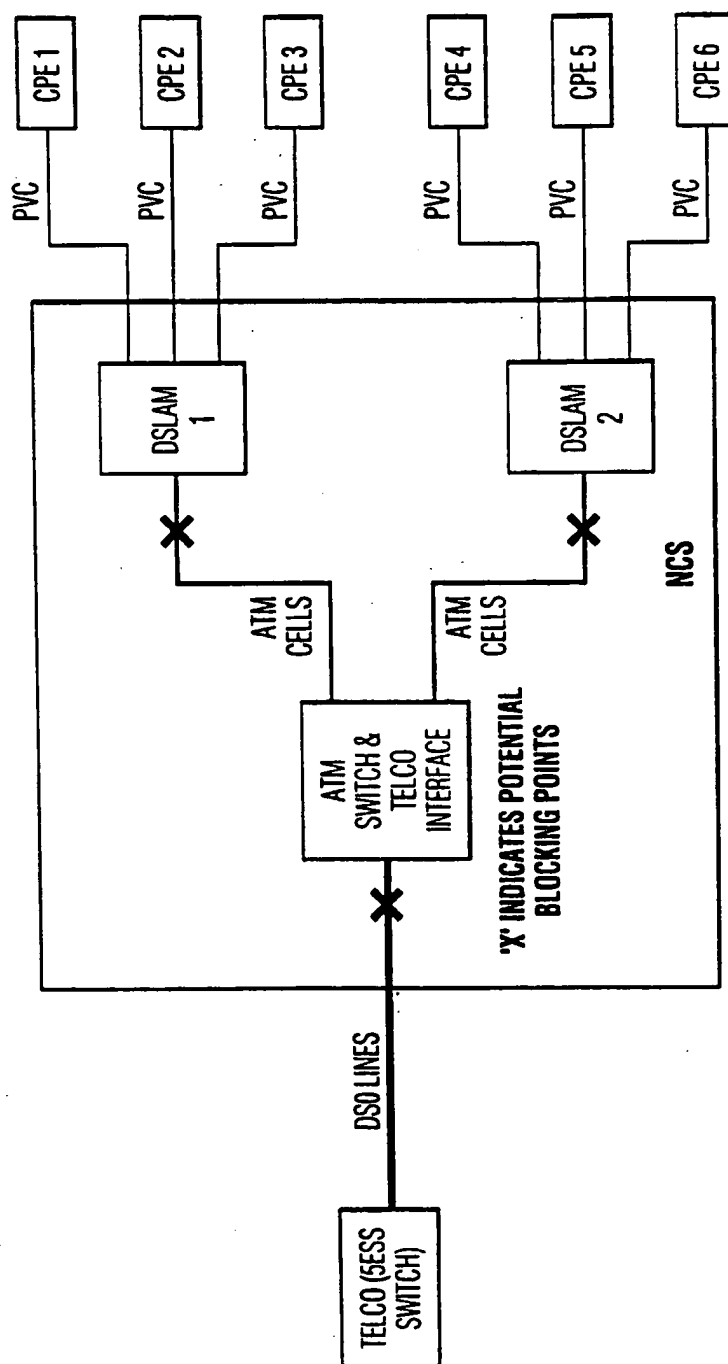 TELCO (5ESS
SWITCH)
DS0 LINES
ATM
SWITCH &
TELCO
INTERFACE
'X' INDICATES POTENTIAL
BLOCKING POINTS
ATM
CELLS
ATM
CELLS
DSLAM
1
DSLAM
2
NCS
PVC
PVC
PVC
PVC
PVC
PVC
CPE 1
CPE 2
CPE 3
CPE 4
CPE 5
CPE 6